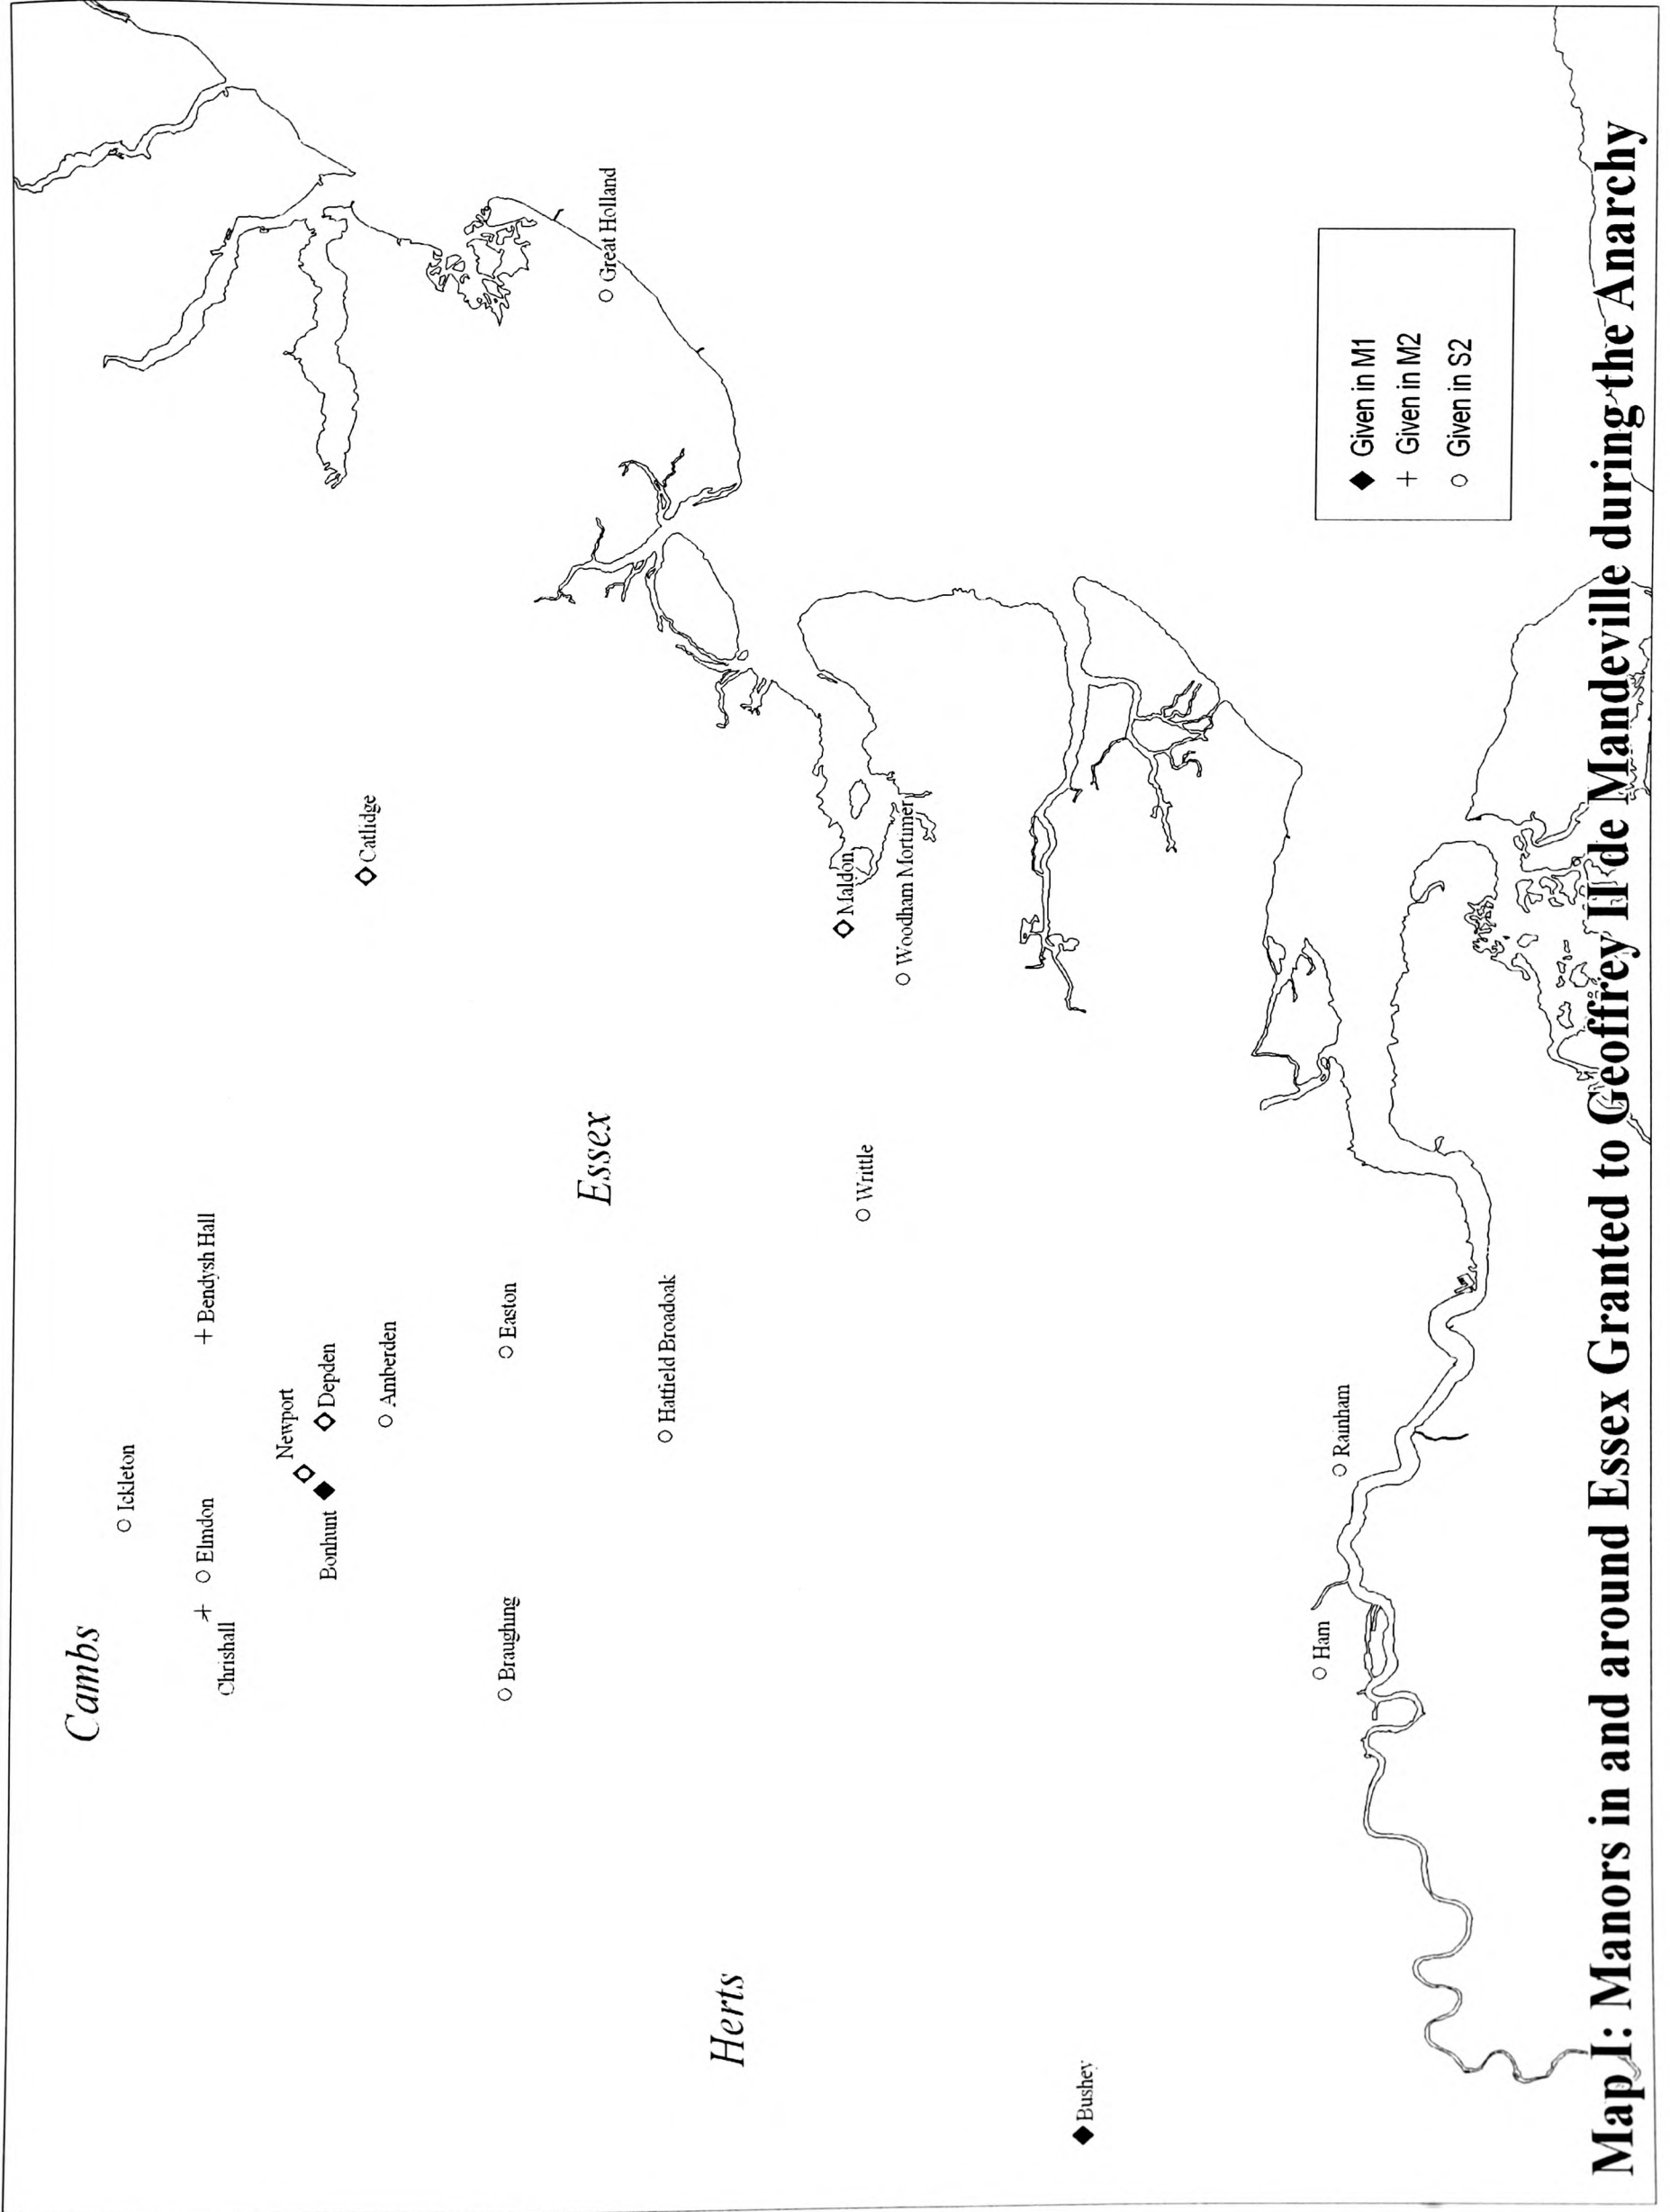 Cambs
Ickleton
Elmdon
Chrishall
Bendysh Hall
Newport
Bonhunt
Depden
Catlidge
Amberden
Braughing
Easton
Essex
Great Holland
Hatfield Broadoak
Herts
Maldon
Writtle
Woodham Mortimer
Bushey
Ham
Rainham
Given in M1
Given in M2
Given in S2
Map I: Manors in and around Essex Granted to Geoffrey II de Mandeville during the Anarchy